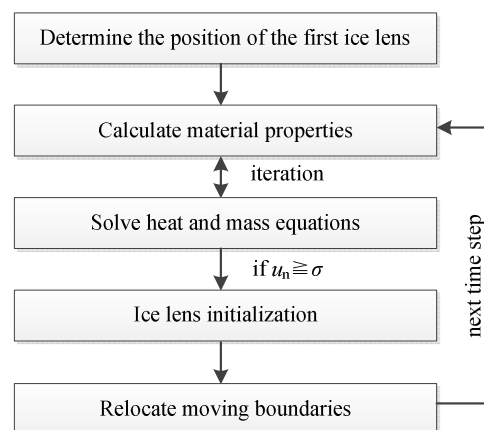 Determine the position of the first ice lens
Calculate material properties
iteration
Solve heat and mass equations
if un≧σ
Ice lens initialization
Relocate moving boundaries
next time step